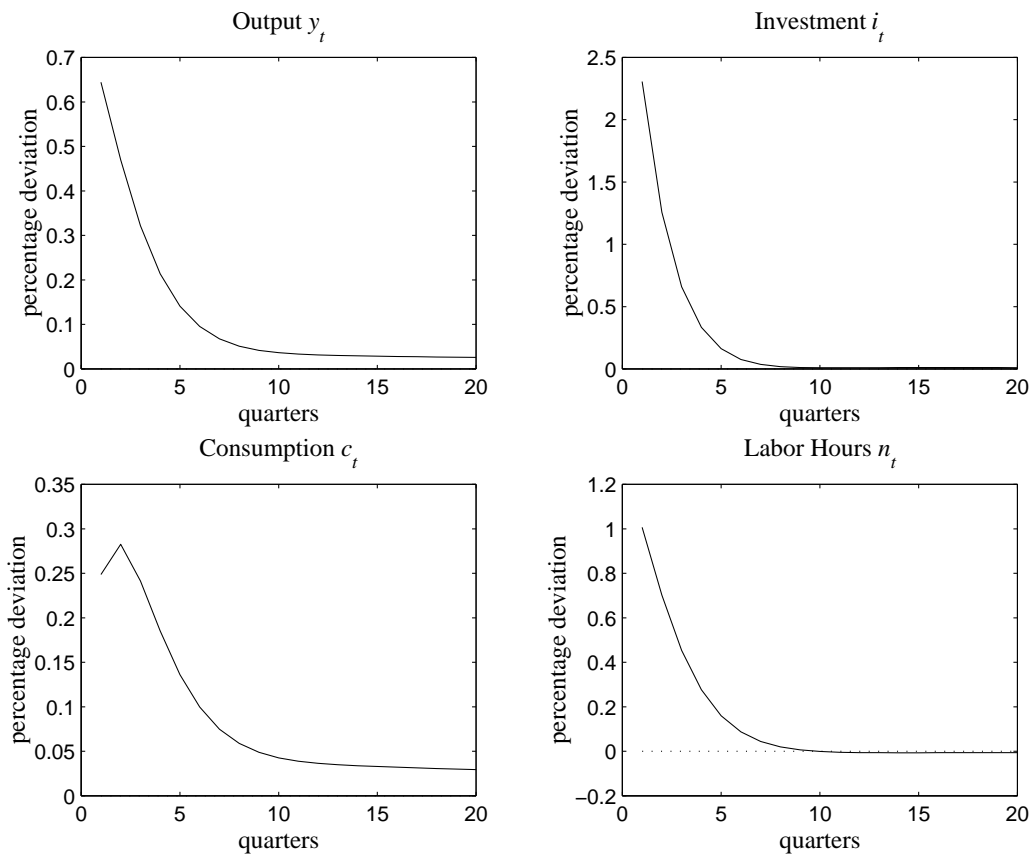 Output y_t
0.7
0.6
0.5
0.4
0.3
0.2
0.1
0
percentage deviation
0 5 10 15 20
quarters
Investment i_t
2.5
2
1.5
1
0.5
0
percentage deviation
0 5 10 15 20
quarters
Consumption c_t
0.35
0.3
0.25
0.2
0.15
0.1
0.05
0
percentage deviation
0 5 10 15 20
quarters
Labor Hours n_t
1.2
1
0.8
0.6
0.4
0.2
0
−0.2
percentage deviation
0 5 10 15 20
quarters